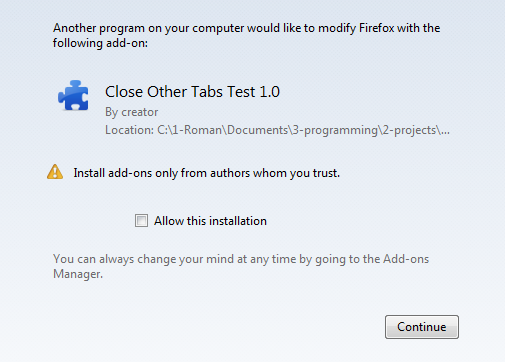 Another program on your computer would like to modify Firefox with the
following add-on:
Close Other Tabs Test 1.0
By creator
Location: C:\1-Roman\Documents\3-programming\2-projects\...
Install add-ons only from authors whom you trust.
Allow this installation
You can always change your mind at any time by going to the Add-ons
Manager.
Continue